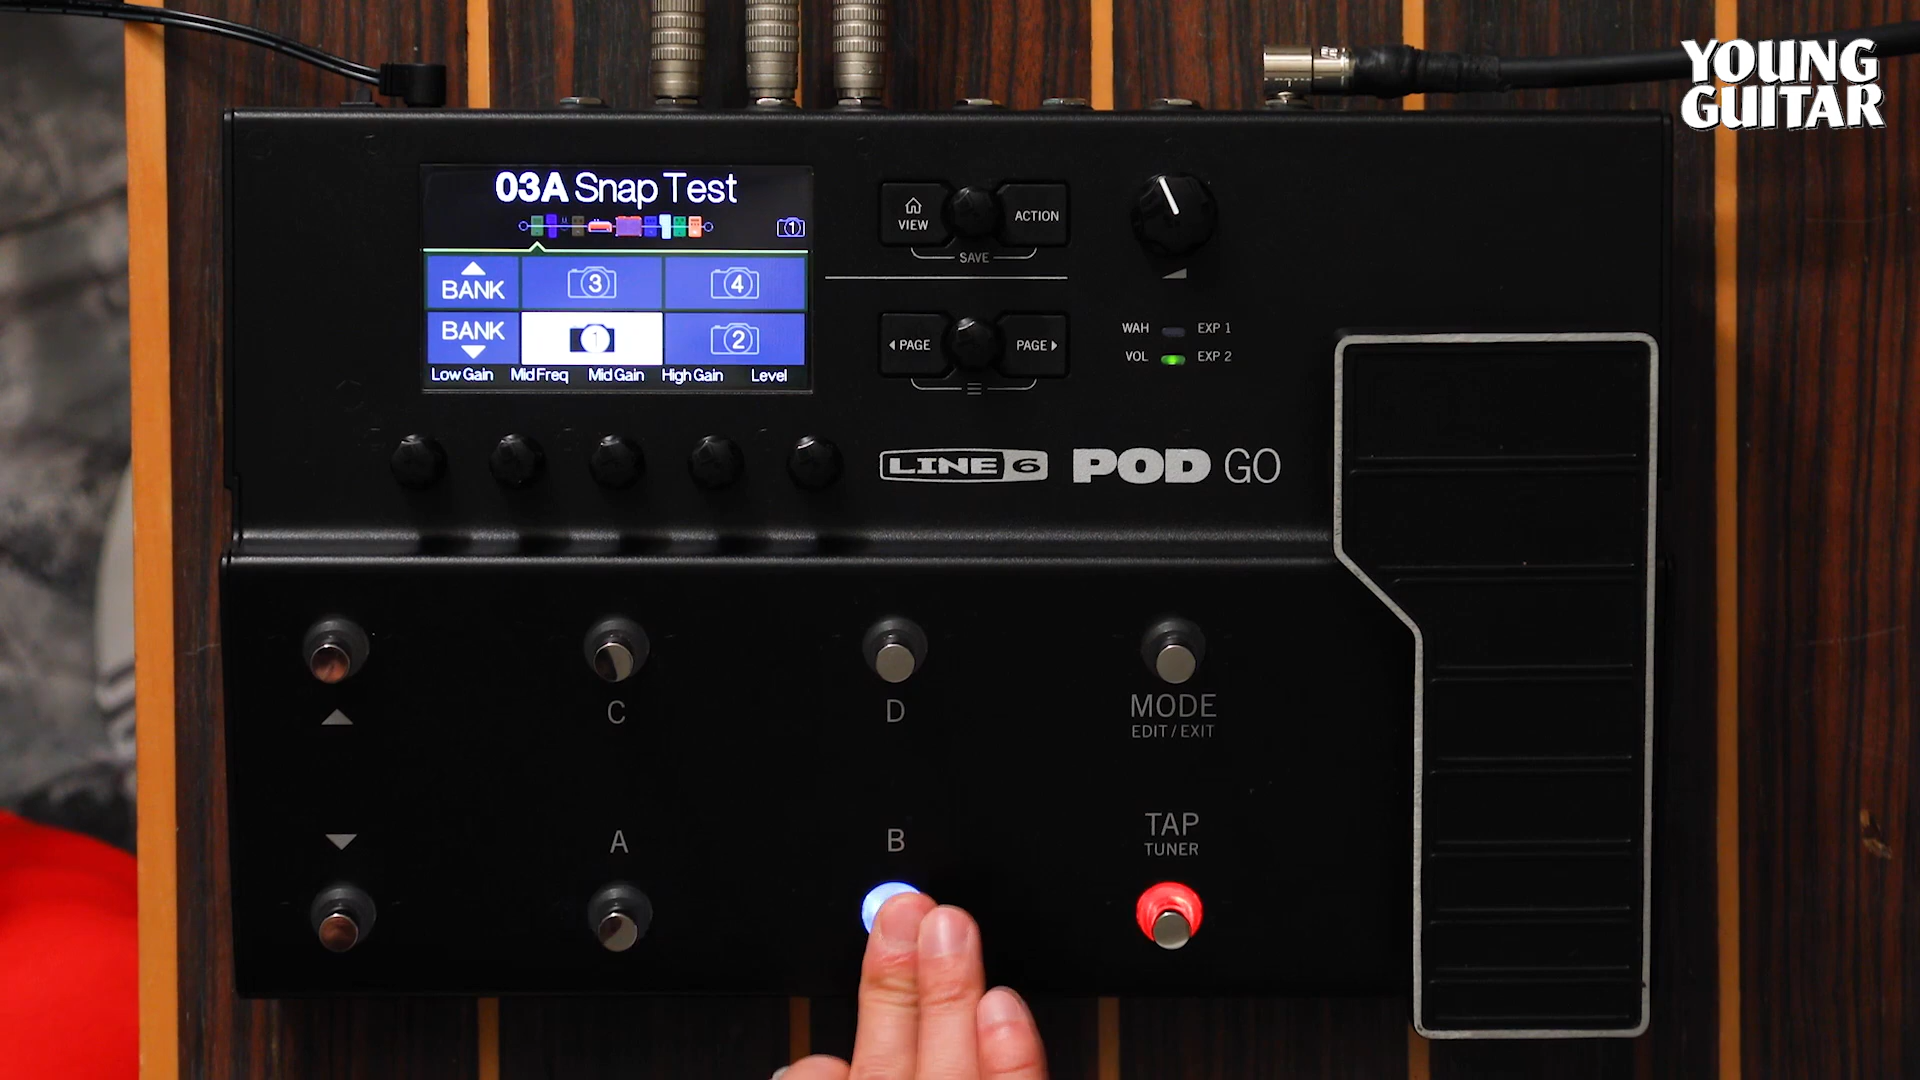 YOUNG
GUITAR
03A Snap Test
1
BANK
3
4
BANK
1
2
Low Gain Mid Freq Mid Gain High Gain Level
VIEW
ACTION
SAVE
PAGE
PAGE
WAH EXP 1
VOL EXP 2
LINE 6 POD GO
C
D
MODE
EDIT / EXIT
A
B
TAP
TUNER